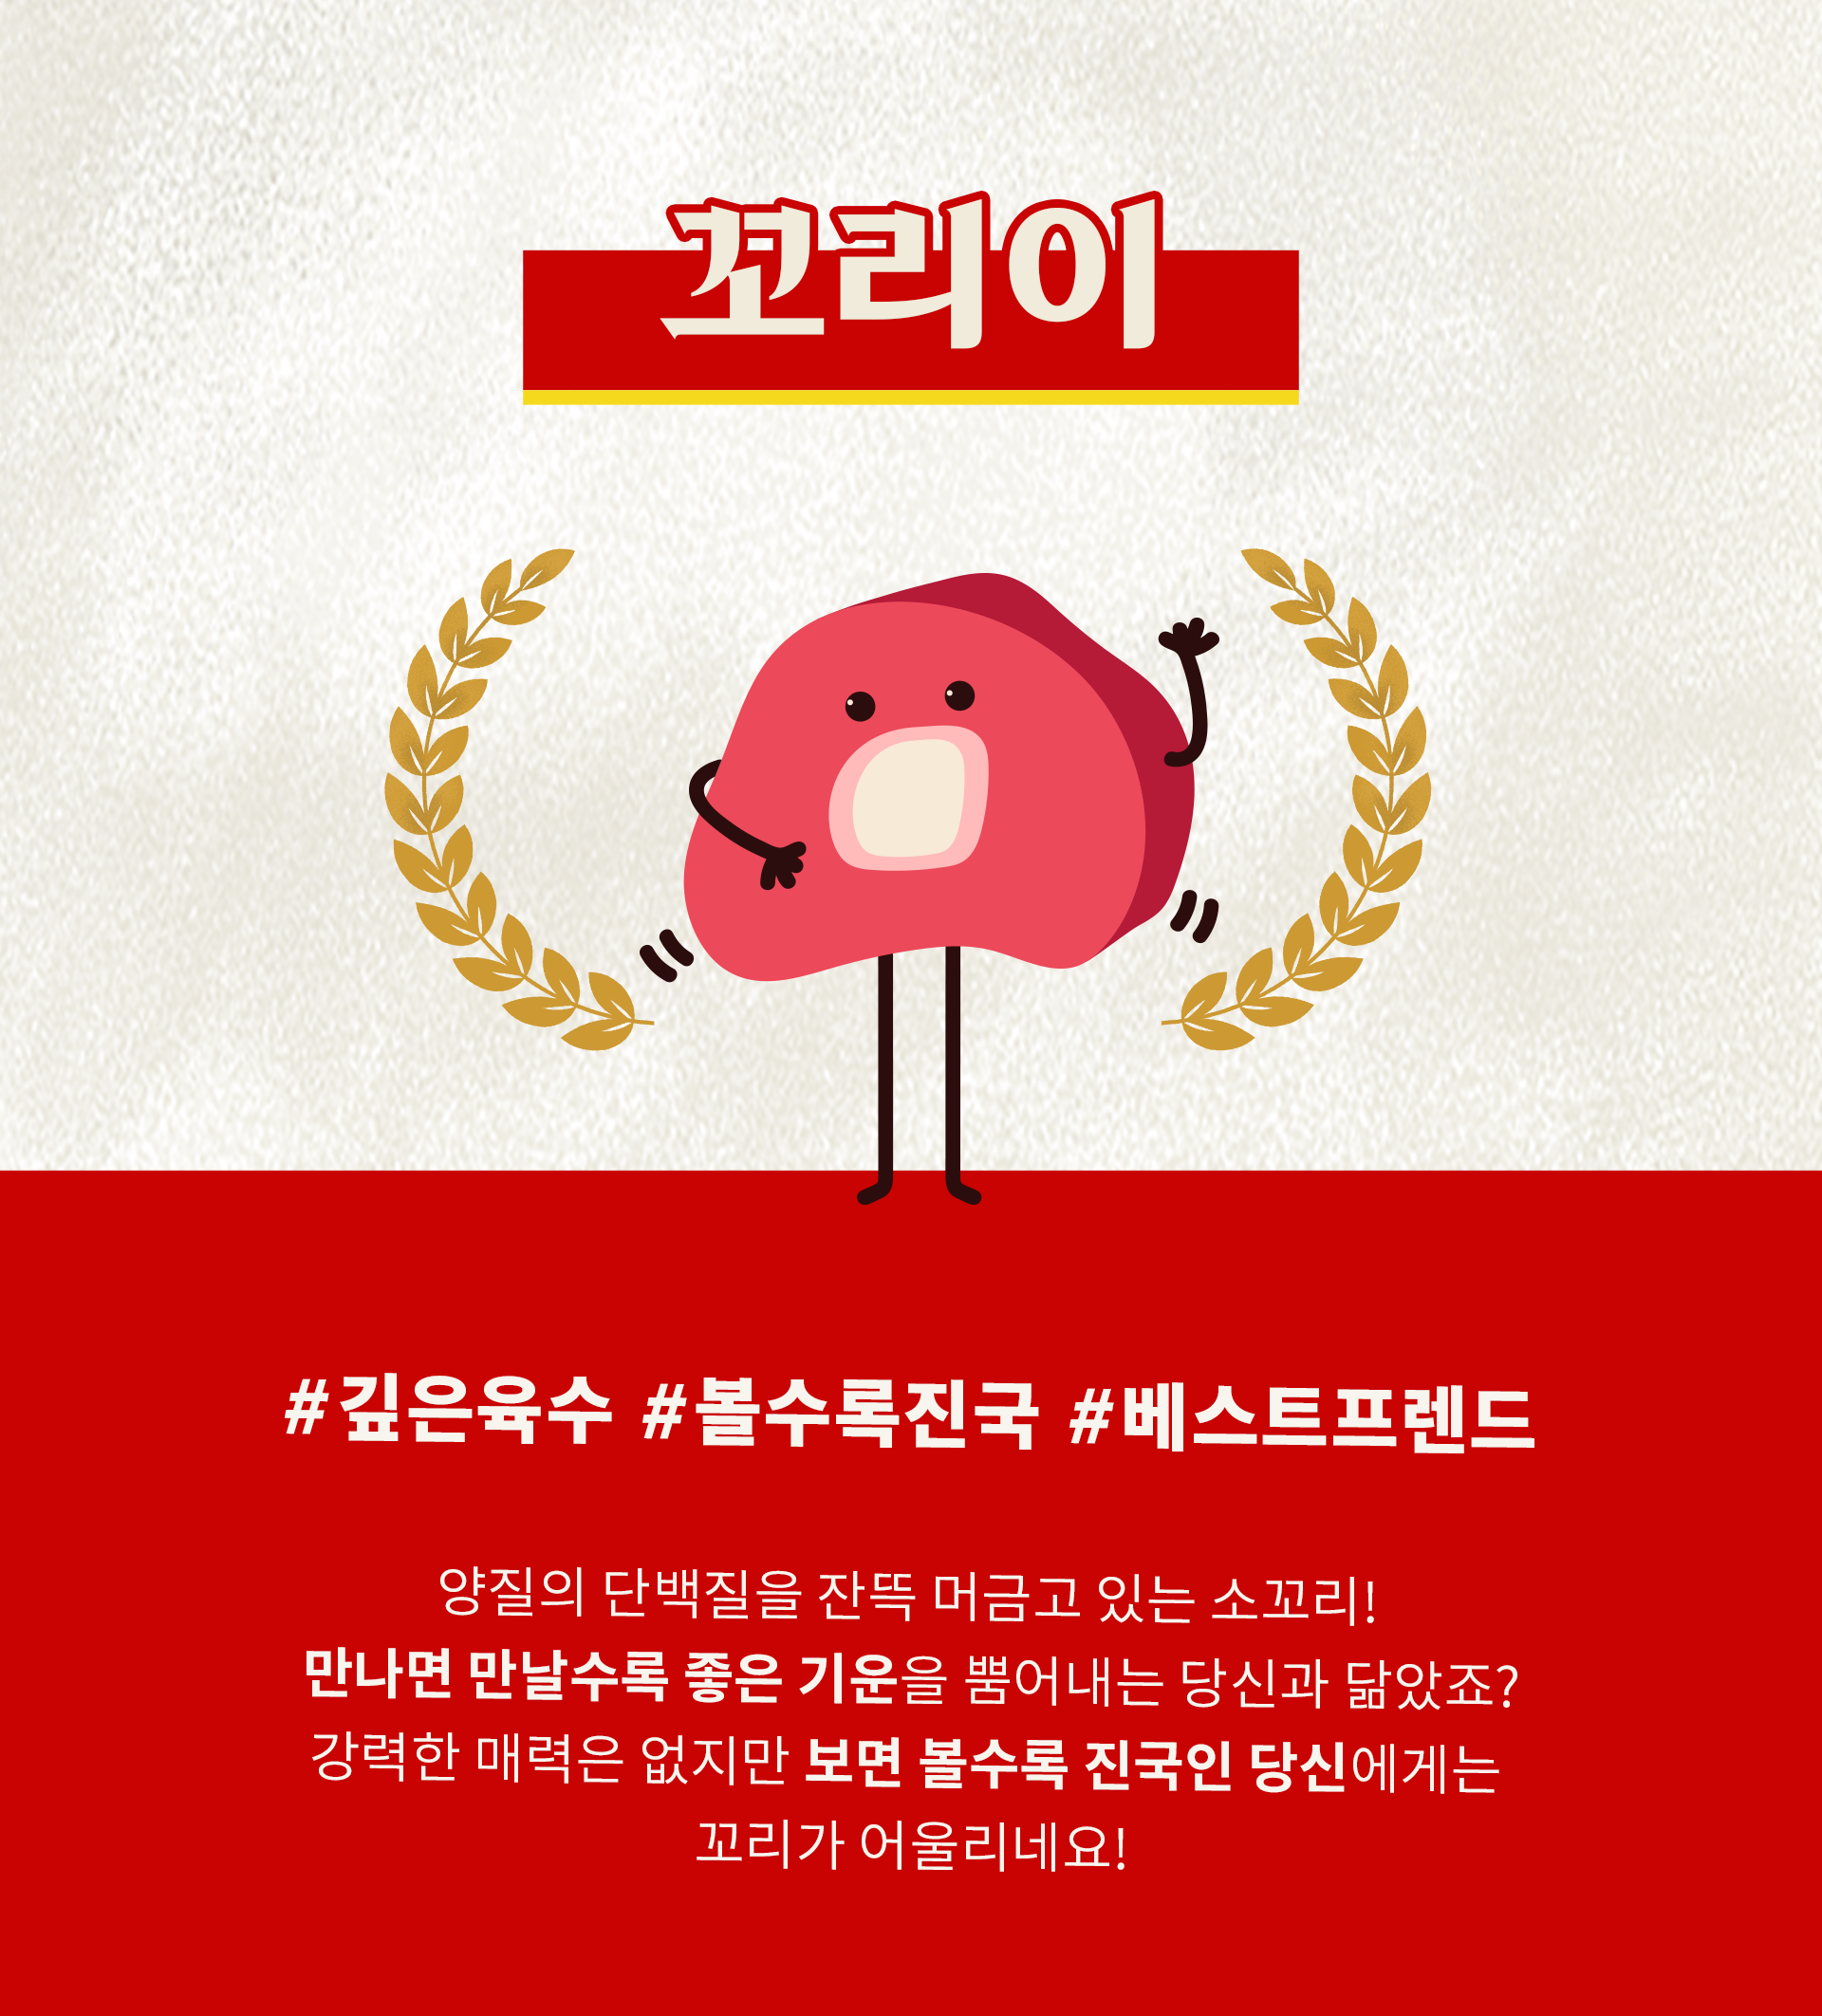 꼬리이
#깊은육수 #볼수록진국 #베스트프렌드
양질의 단백질을 잔뜩 머금고 있는 소꼬리!
만나면 만날수록 좋은 기운을 뿜어내는 당신과 닮았죠?
강력한 매력은 없지만 보면 볼수록 진국인 당신에게는
꼬리가 어울리네요!